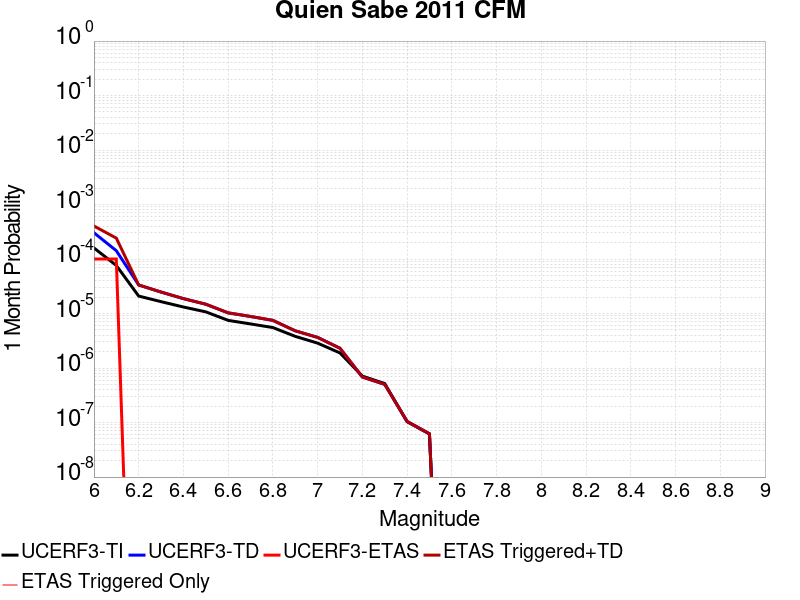 Quien Sabe 2011 CFM
10^0
10^-1
10^-2
10^-3
10^-4
10^-5
10^-6
10^-7
10^-8
1 Month Probability
6 6.2 6.4 6.6 6.8 7 7.2 7.4 7.6 7.8 8 8.2 8.4 8.6 8.8 9
Magnitude
UCERF3-TI UCERF3-TD UCERF3-ETAS ETAS Triggered+TD
ETAS Triggered Only